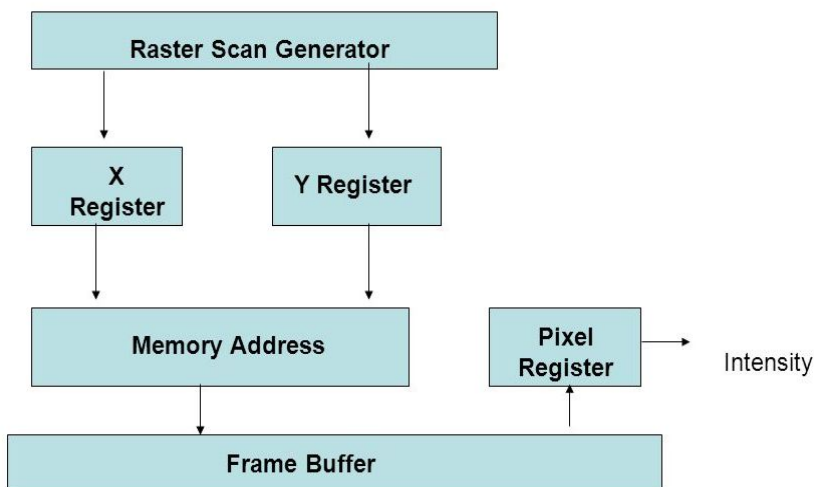 Raster Scan Generator
X
Register
Y Register
Memory Address
Pixel
Register
Intensity
Frame Buffer